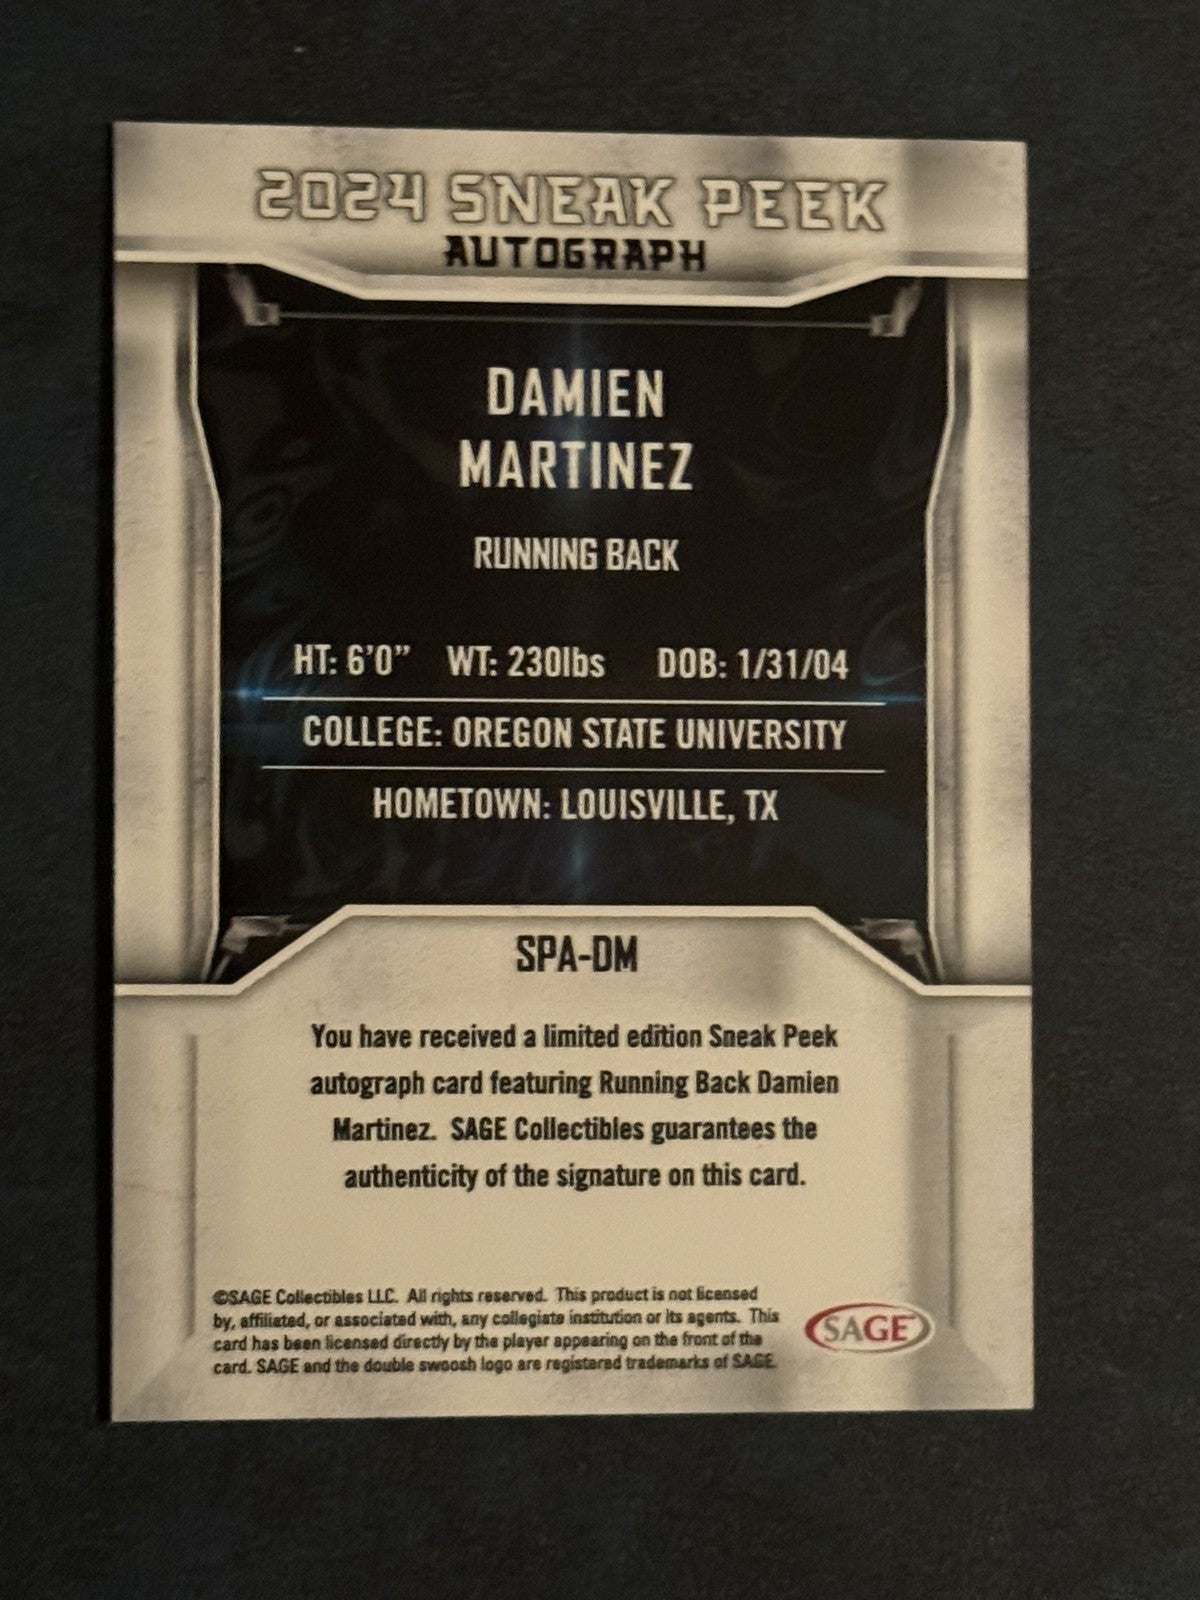 2024 SNEAK PEEK
AUTOGRAPH
DAMIEN
MARTINEZ
RUNNING BACK
HT: 6'0” WT: 230lbs DOB: 1/31/04
COLLEGE: OREGON STATE UNIVERSITY
HOMETOWN: LOUISVILLE, TX
SPA-DM
You have received a limited edition Sneak Peek
autograph card featuring Running Back Damien
Martinez. SAGE Collectibles guarantees the
authenticity of the signature on this card.
©SAGE Collectibles LLC. All rights reserved. This product is not licensed
by, affiliated, or associated with, any collegiate institution or its agents. This
card has been licensed directly by the player appearing on the front of the
card. SAGE and the double swoosh logo are registered trademarks of SAGE.
SAGE